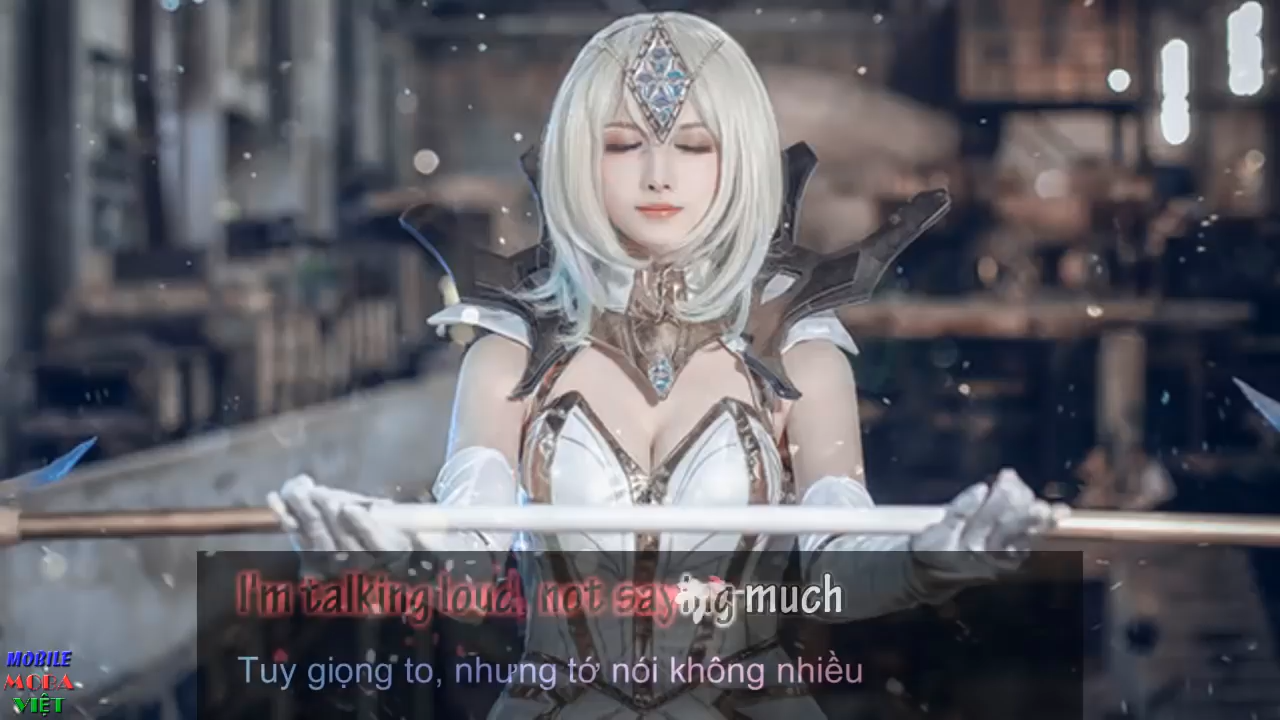 I'm talking loud, not saying much
Tuy giọng to, nhưng tớ nói không nhiều
MOBILE
MOBA
VIỆT